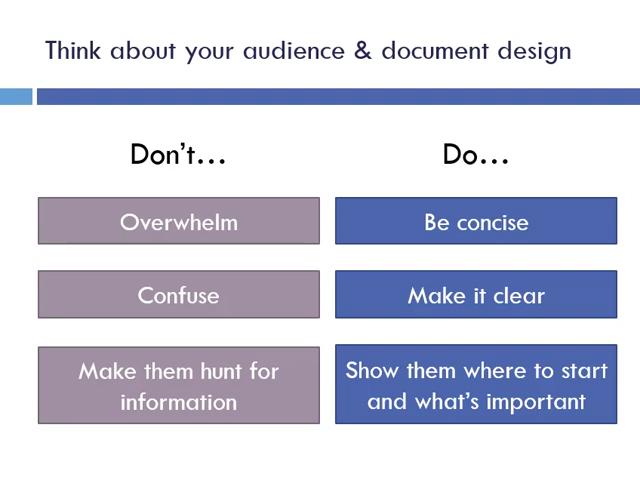 Think about your audience & document design
Don't...
Do...
Overwhelm
Be concise
Confuse
Make it clear
Make them hunt for
information
Show them where to start
and what's important